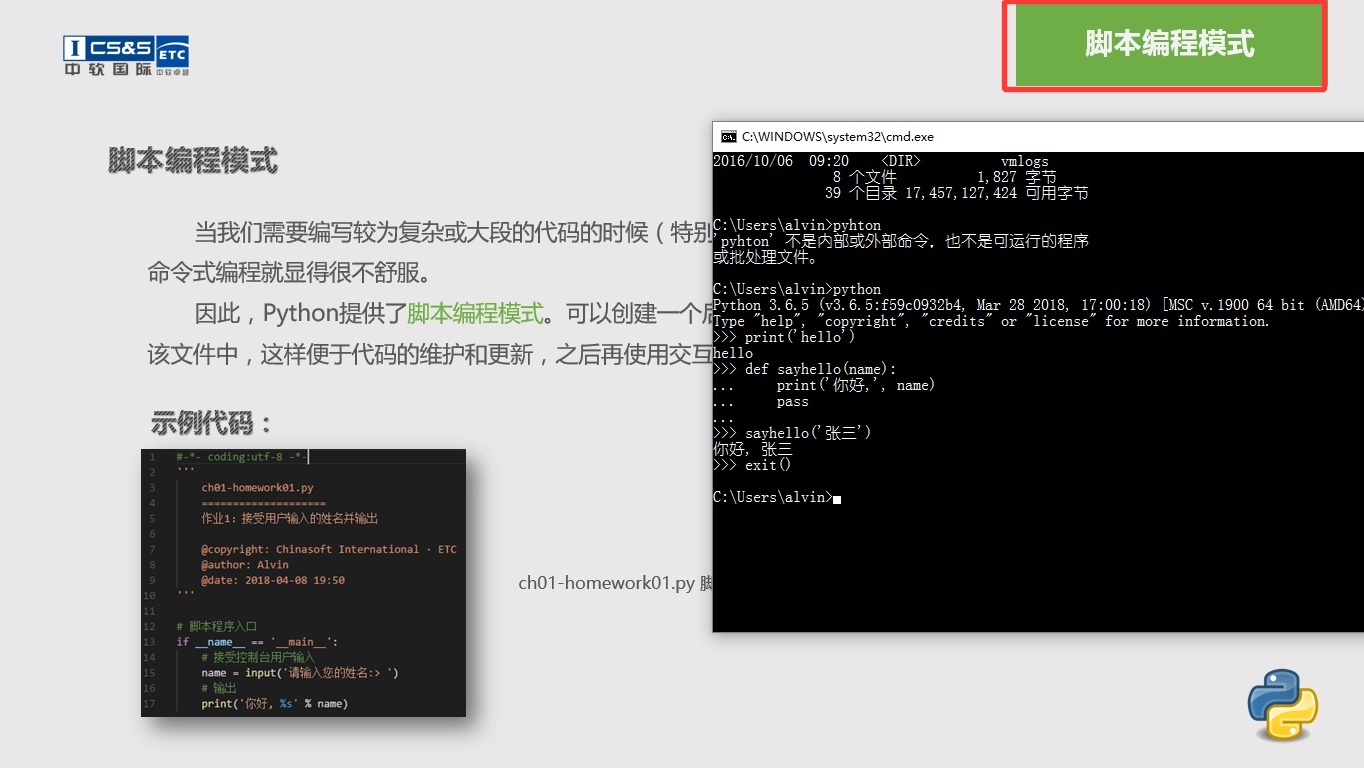 CS&S ETC
中软国际 中软卓越
脚本编程模式
脚本编程模式
当我们需要编写较为复杂或大段的代码的时候（特别
命令式编程就显得很不舒服。
因此，Python提供了脚本编程模式。可以创建一个后
该文件中，这样便于代码的维护和更新，之后再使用交互
示例代码：
1 #-*- coding:utf-8 -*-
2 '''
3 ch01-homework01.py
4 ====================
5 作业1: 接受用户输入的姓名并输出
6
7 @copyright: Chinasoft International · ETC
8 @author: Alvin
9 @date: 2018-04-08 19:50
10 '''
11
12 # 脚本程序入口
13 if __name__ == '__main__':
14 # 接受控制台用户输入
15 name = input('请输入您的姓名:> ')
16 # 输出
17 print('你好, %s' % name)
ch01-homework01.py 脚
C:\WINDOWS\system32\cmd.exe
2016/10/06 09:20 <DIR> vmlogs
8 个文件 1,827 字节
39 个目录 17,457,127,424 可用字节
C:\Users\alvin>pyhton
'pyhton' 不是内部或外部命令，也不是可运行的程序
或批处理文件。
C:\Users\alvin>python
Python 3.6.5 (v3.6.5:f59c0932b4, Mar 28 2018, 17:00:18) [MSC v.1900 64 bit (AMD64)
Type "help", "copyright", "credits" or "license" for more information.
>>> print('hello')
hello
>>> def sayhello(name):
... print('你好,', name)
... pass
...
>>> sayhello('张三')
你好, 张三
>>> exit()
C:\Users\alvin>